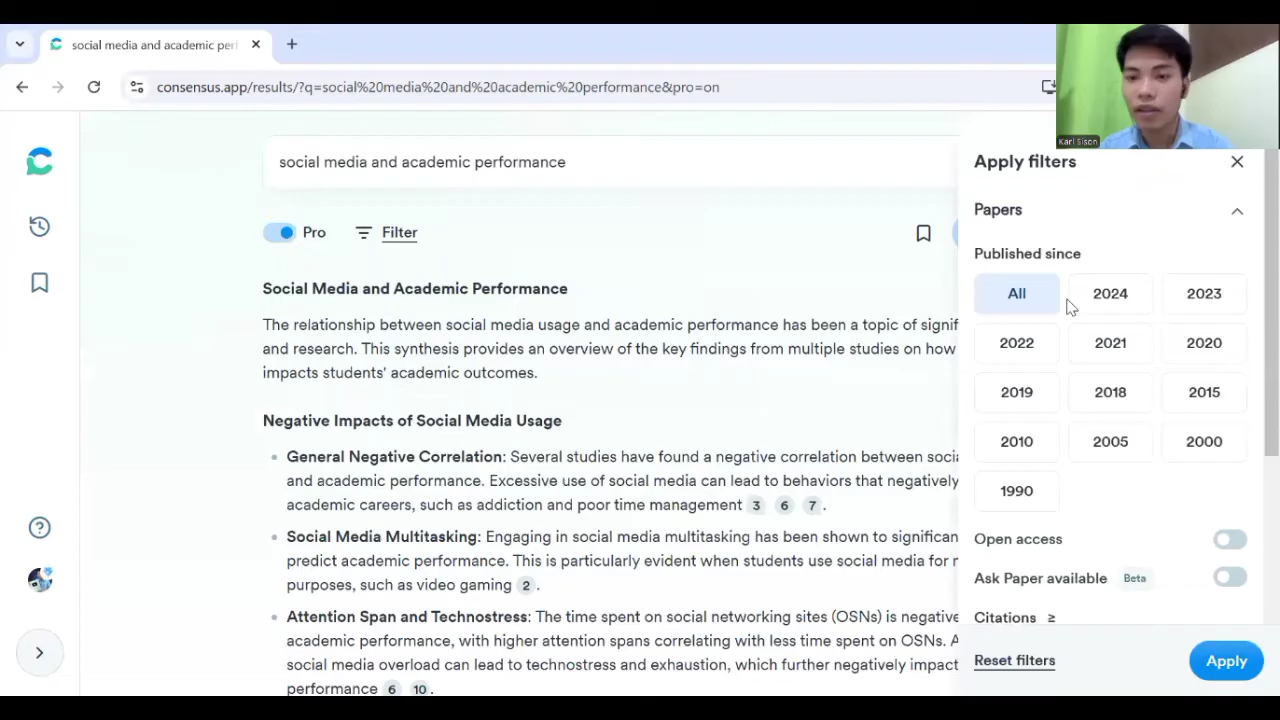 social media and academic perf
consensus.app/results/?q=social%20media%20and%20academic%20performance&pro=on
Karl Sison
social media and academic performance
Pro
Filter
Social Media and Academic Performance
The relationship between social media usage and academic performance has been a topic of signif
and research. This synthesis provides an overview of the key findings from multiple studies on how
impacts students' academic outcomes.
Negative Impacts of Social Media Usage
General Negative Correlation: Several studies have found a negative correlation between soci
and academic performance. Excessive use of social media can lead to behaviors that negatively
academic careers, such as addiction and poor time management 3 6 7 .
Social Media Multitasking: Engaging in social media multitasking has been shown to significan
predict academic performance. This is particularly evident when students use social media for n
purposes, such as video gaming 2 .
Attention Span and Technostress: The time spent on social networking sites (OSNs) is negative
academic performance, with higher attention spans correlating with less time spent on OSNs. A
social media overload can lead to technostress and exhaustion, which further negatively impact
performance 6 10 .
Apply filters
Papers
Published since
All 2024 2023
2022 2021 2020
2019 2018 2015
2010 2005 2000
1990
Open access
Ask Paper available Beta
Citations ≥
Reset filters
Apply